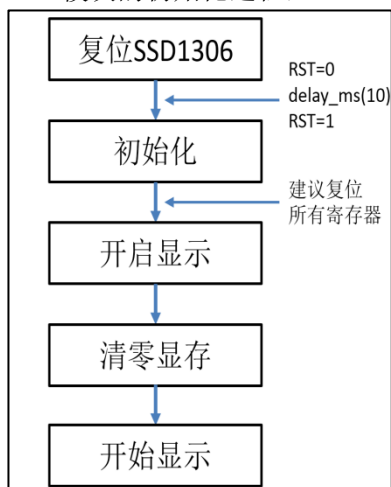 复位SSD1306
RST=0
delay_ms(10)
RST=1
初始化
建议复位
所有寄存器
开启显示
清零显存
开始显示